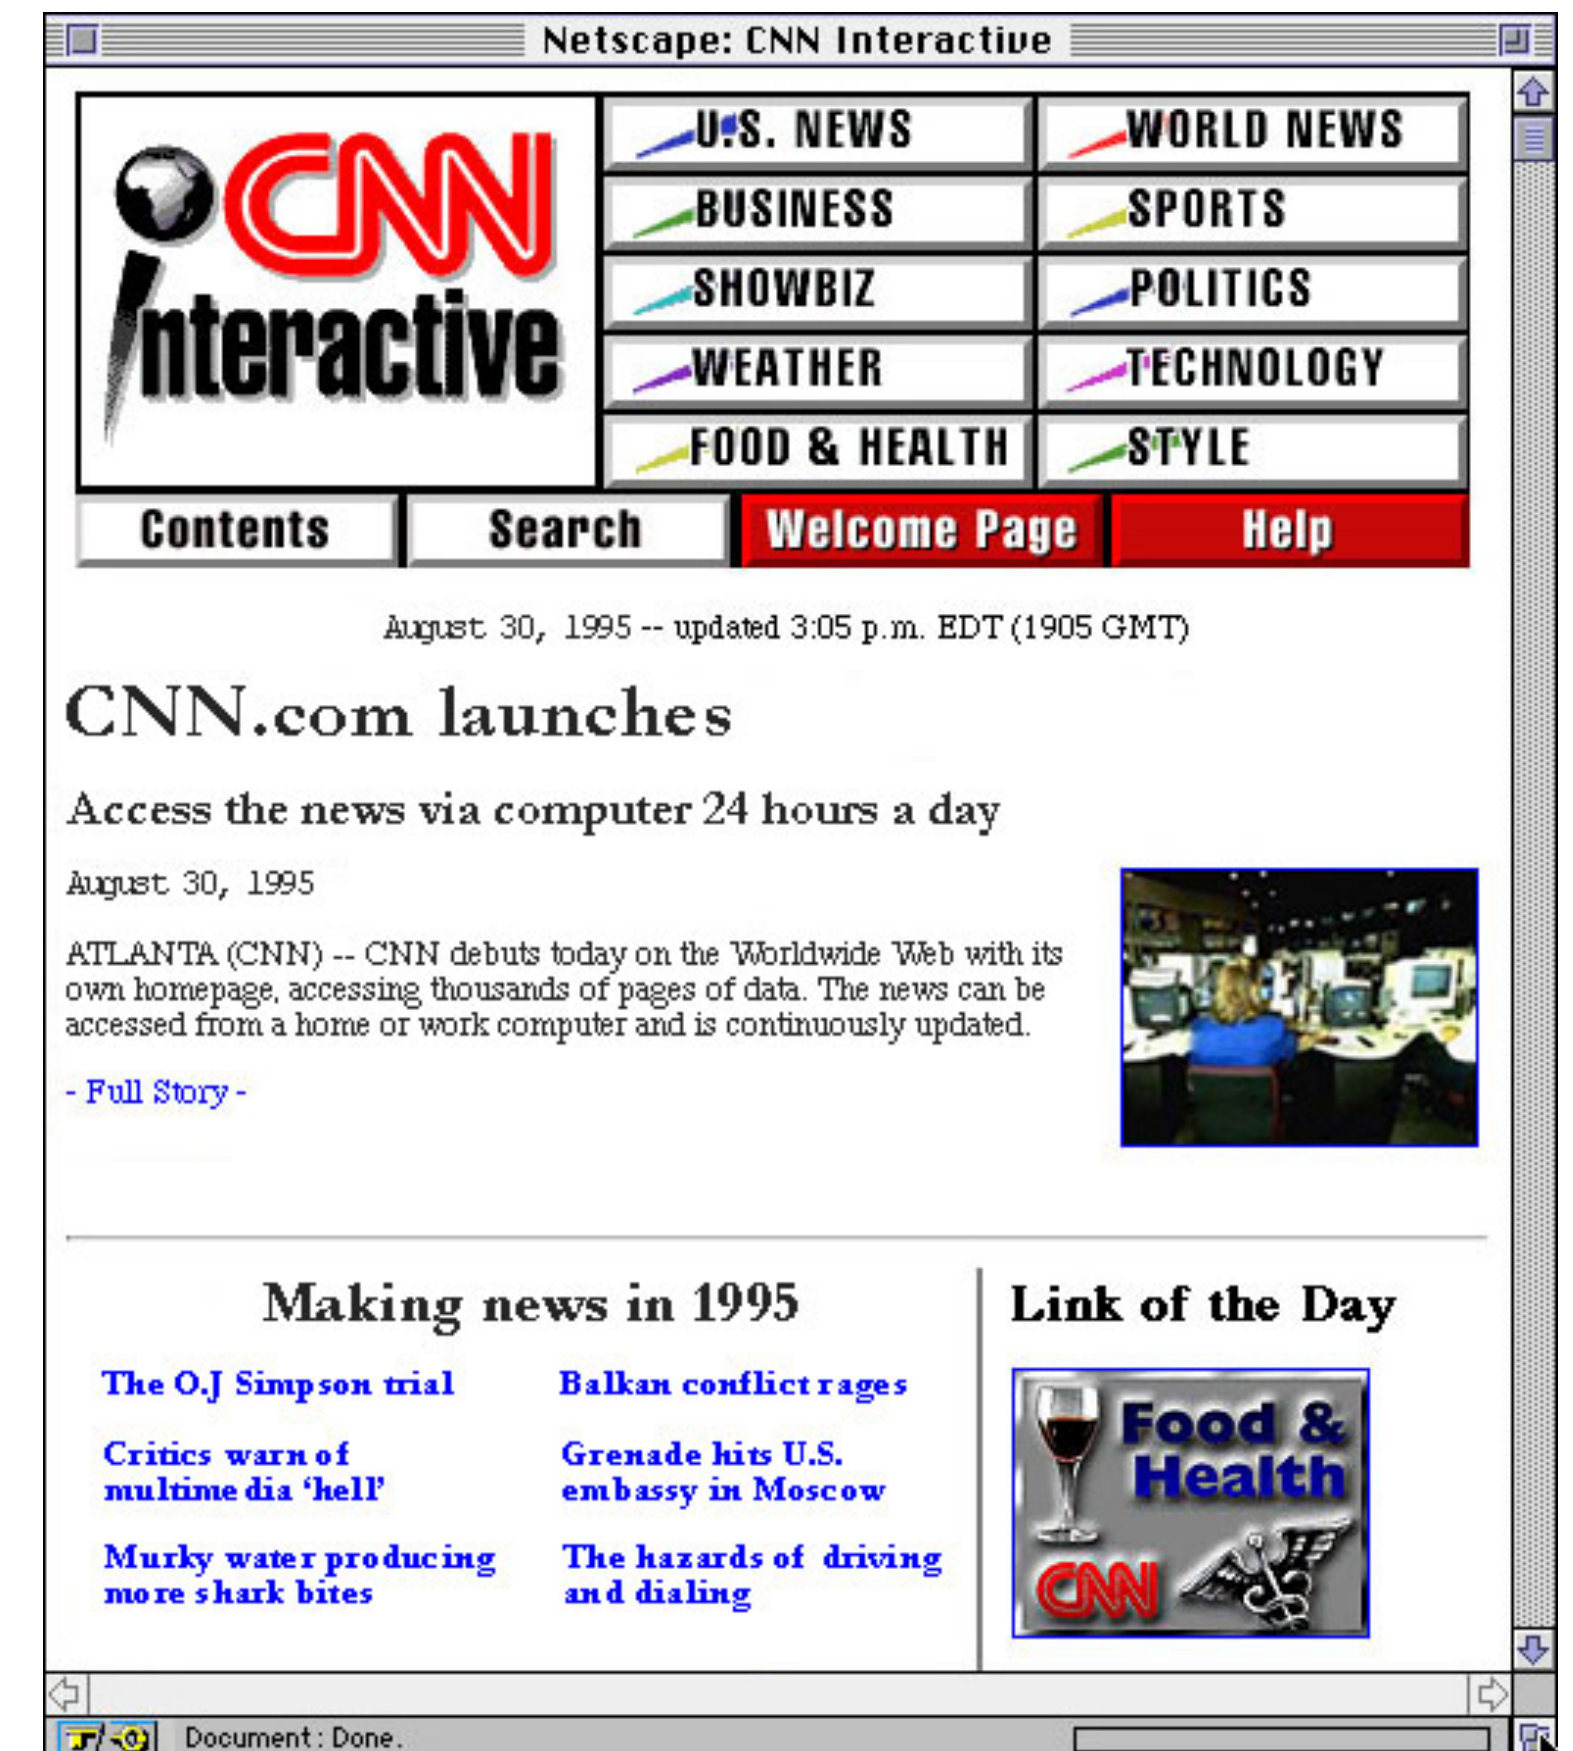 Netscape: CNN Interactive
CNN
interactive
U.S. NEWS
WORLD NEWS
BUSINESS
SPORTS
SHOWBIZ
POLITICS
WEATHER
TECHNOLOGY
FOOD & HEALTH
STYLE
Contents
Search
Welcome Page
Help
August 30, 1995 -- updated 3:05 p.m. EDT (1905 GMT)
CNN.com launches
Access the news via computer 24 hours a day
August 30, 1995
ATLANTA (CNN) -- CNN debuts today on the Worldwide Web with its
own homepage, accessing thousands of pages of data. The news can be
accessed from a home or work computer and is continuously updated.
- Full Story -
Making news in 1995
The O.J Simpson trial
Critics warn of
multimedia ‘hell’
Murky water producing
more shark bites
Balkan conflict rages
Grenade hits U.S.
embassy in Moscow
The hazards of driving
and dialing
Link of the Day
Food &
Health
CNN
Document: Done.